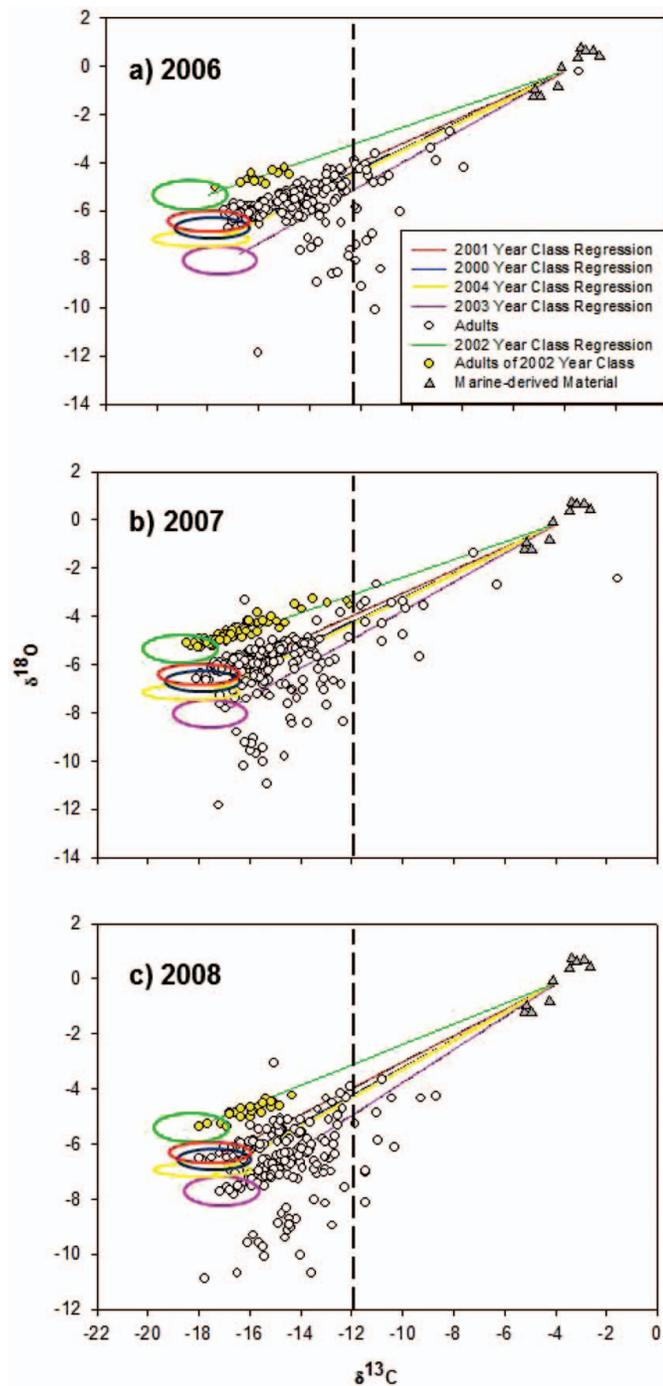 2
0
-2
-4
-6
-8
-10
-12
-14
a) 2006
2001 Year Class Regression
2000 Year Class Regression
2004 Year Class Regression
2003 Year Class Regression
Adults
2002 Year Class Regression
Adults of 2002 Year Class
Marine-derived Material
2
0
-2
-4
-6
-8
-10
-12
-14
b) 2007
δ18O
2
0
-2
-4
-6
-8
-10
-12
c) 2008
-22 -20 -18 -16 -14 -12 -10 -8 -6 -4 -2 0
δ13C